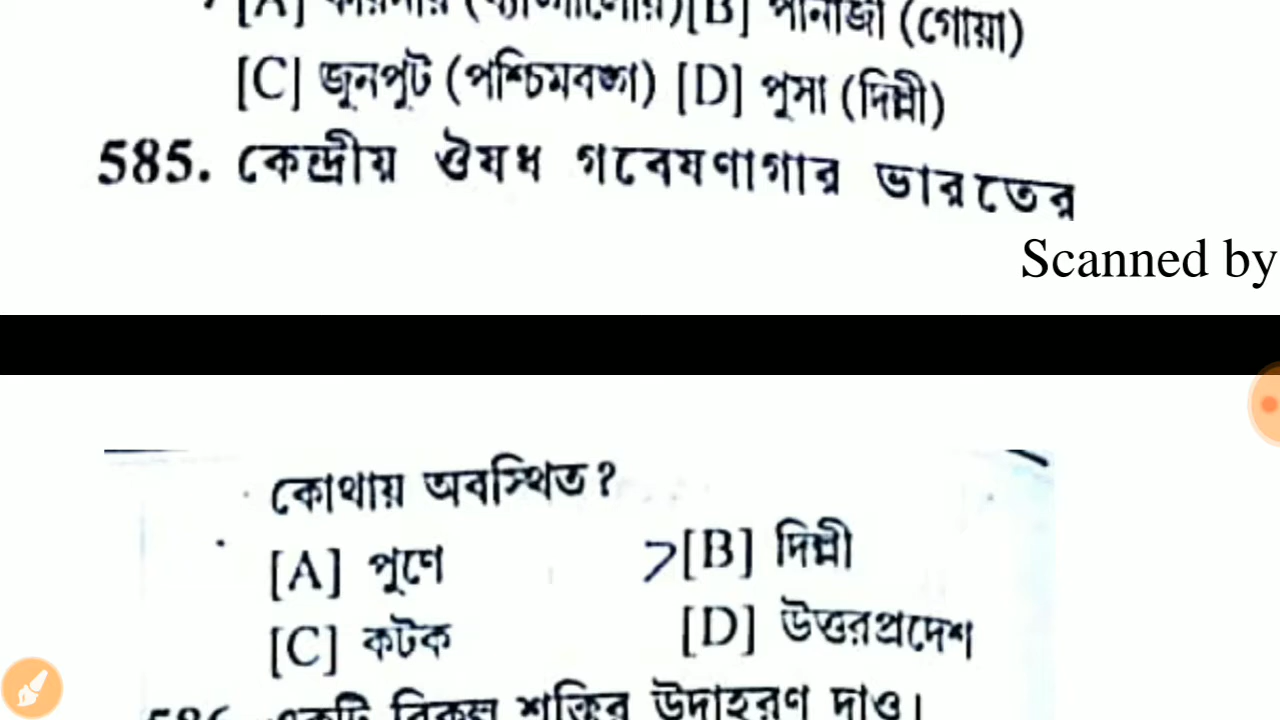 [B] পানাজী (গোয়া)
[C] জুনপুট (পশ্চিমবঙ্গ) [D] পুসা (দিল্লী)
585. কেন্দ্রীয় ঔষধ গবেষণাগার ভারতের
Scanned by
কোথায় অবস্থিত?
[A] পুণে [B] দিল্লী
[C] কটক [D] উত্তরপ্রদেশ
586. একটি বিকল্প শক্তির উদাহরণ দাও।